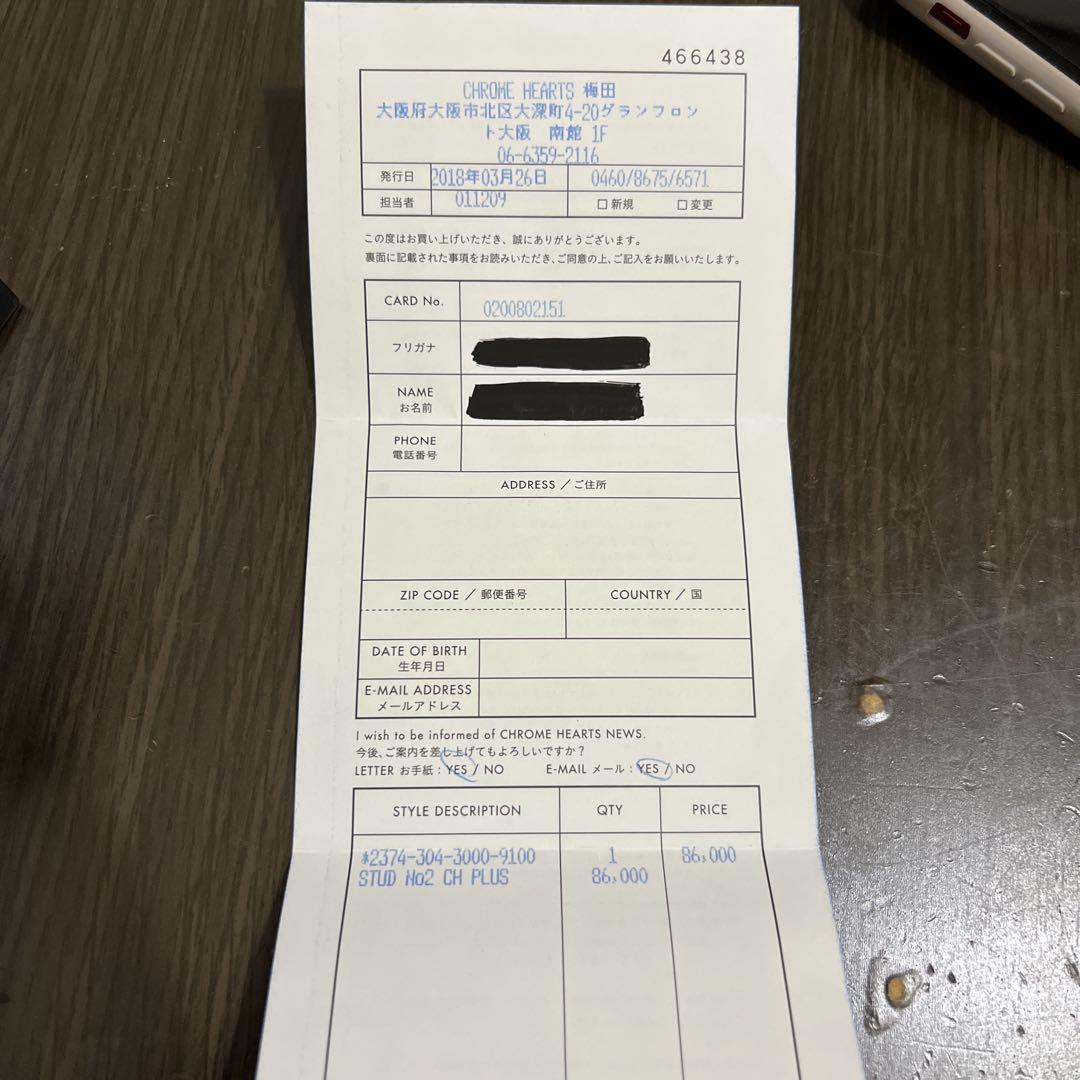 466438
CHROME HEARTS 梅田
大阪府大阪市北区大深町4-20グランフロン
ト大阪 南館 1F
06-6359-2116
発行日 2018年03月26日 0460/8675/6571
担当者 011209 □新規 □変更
この度はお買い上げいただき、誠にありがとうございます。
裏面に記載された事項をお読みいただき、ご同意の上、ご記入をお願いいたします。
CARD No. 0200802151
フリガナ
NAME
お名前
PHONE
電話番号
ADDRESS / ご住所
ZIP CODE / 郵便番号 COUNTRY / 国
DATE OF BIRTH
生年月日
E-MAIL ADDRESS
メールアドレス
I wish to be informed of CHROME HEARTS NEWS.
今後、ご案内を差し上げてもよろしいですか？
LETTER お手紙 : YES / NO E-MAIL メール : YES / NO
STYLE DESCRIPTION QTY PRICE
*2374-304-3000-9100 1 86,000
STUD No2 CH PLUS 86,000